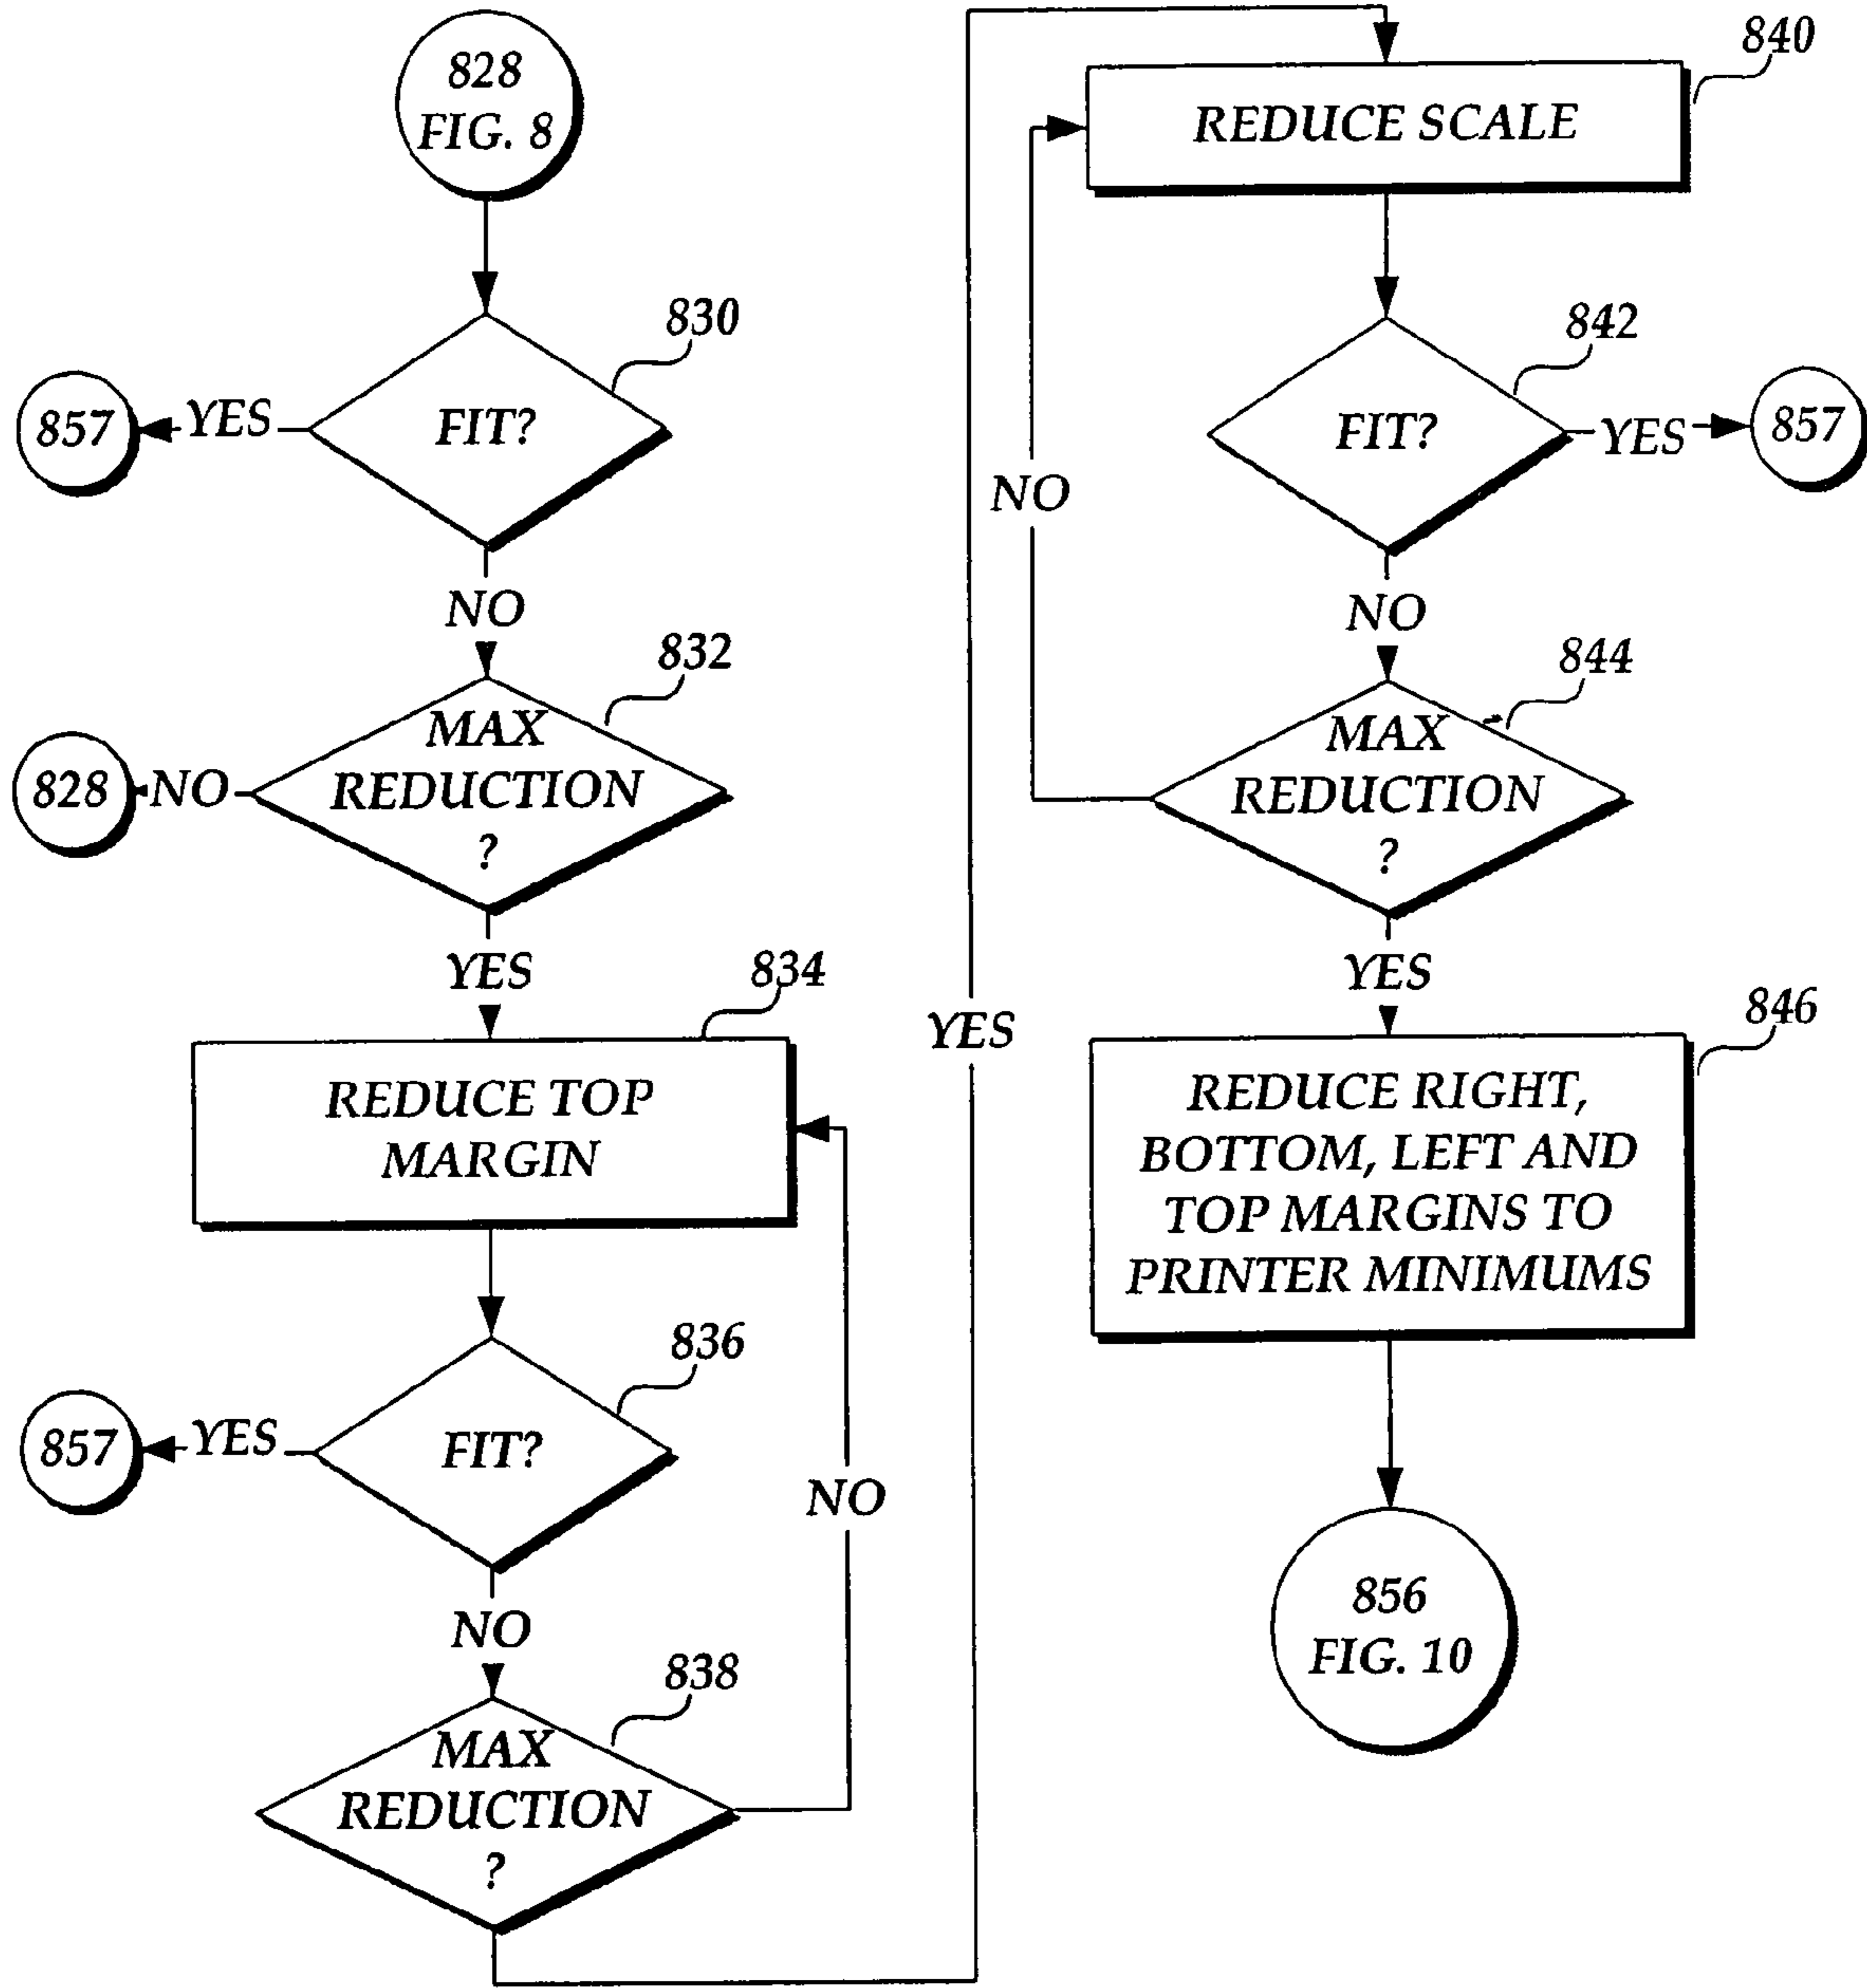 828
FIG. 8
830
FIT?
YES
857
NO
832
MAX
REDUCTION
?
NO
828
YES
834
REDUCE TOP
MARGIN
836
FIT?
YES
857
NO
NO
838
MAX
REDUCTION
?
YES
840
REDUCE SCALE
842
FIT?
YES
857
NO
NO
844
MAX
REDUCTION
?
YES
846
REDUCE RIGHT,
BOTTOM, LEFT AND
TOP MARGINS TO
PRINTER MINIMUMS
856
FIG. 10